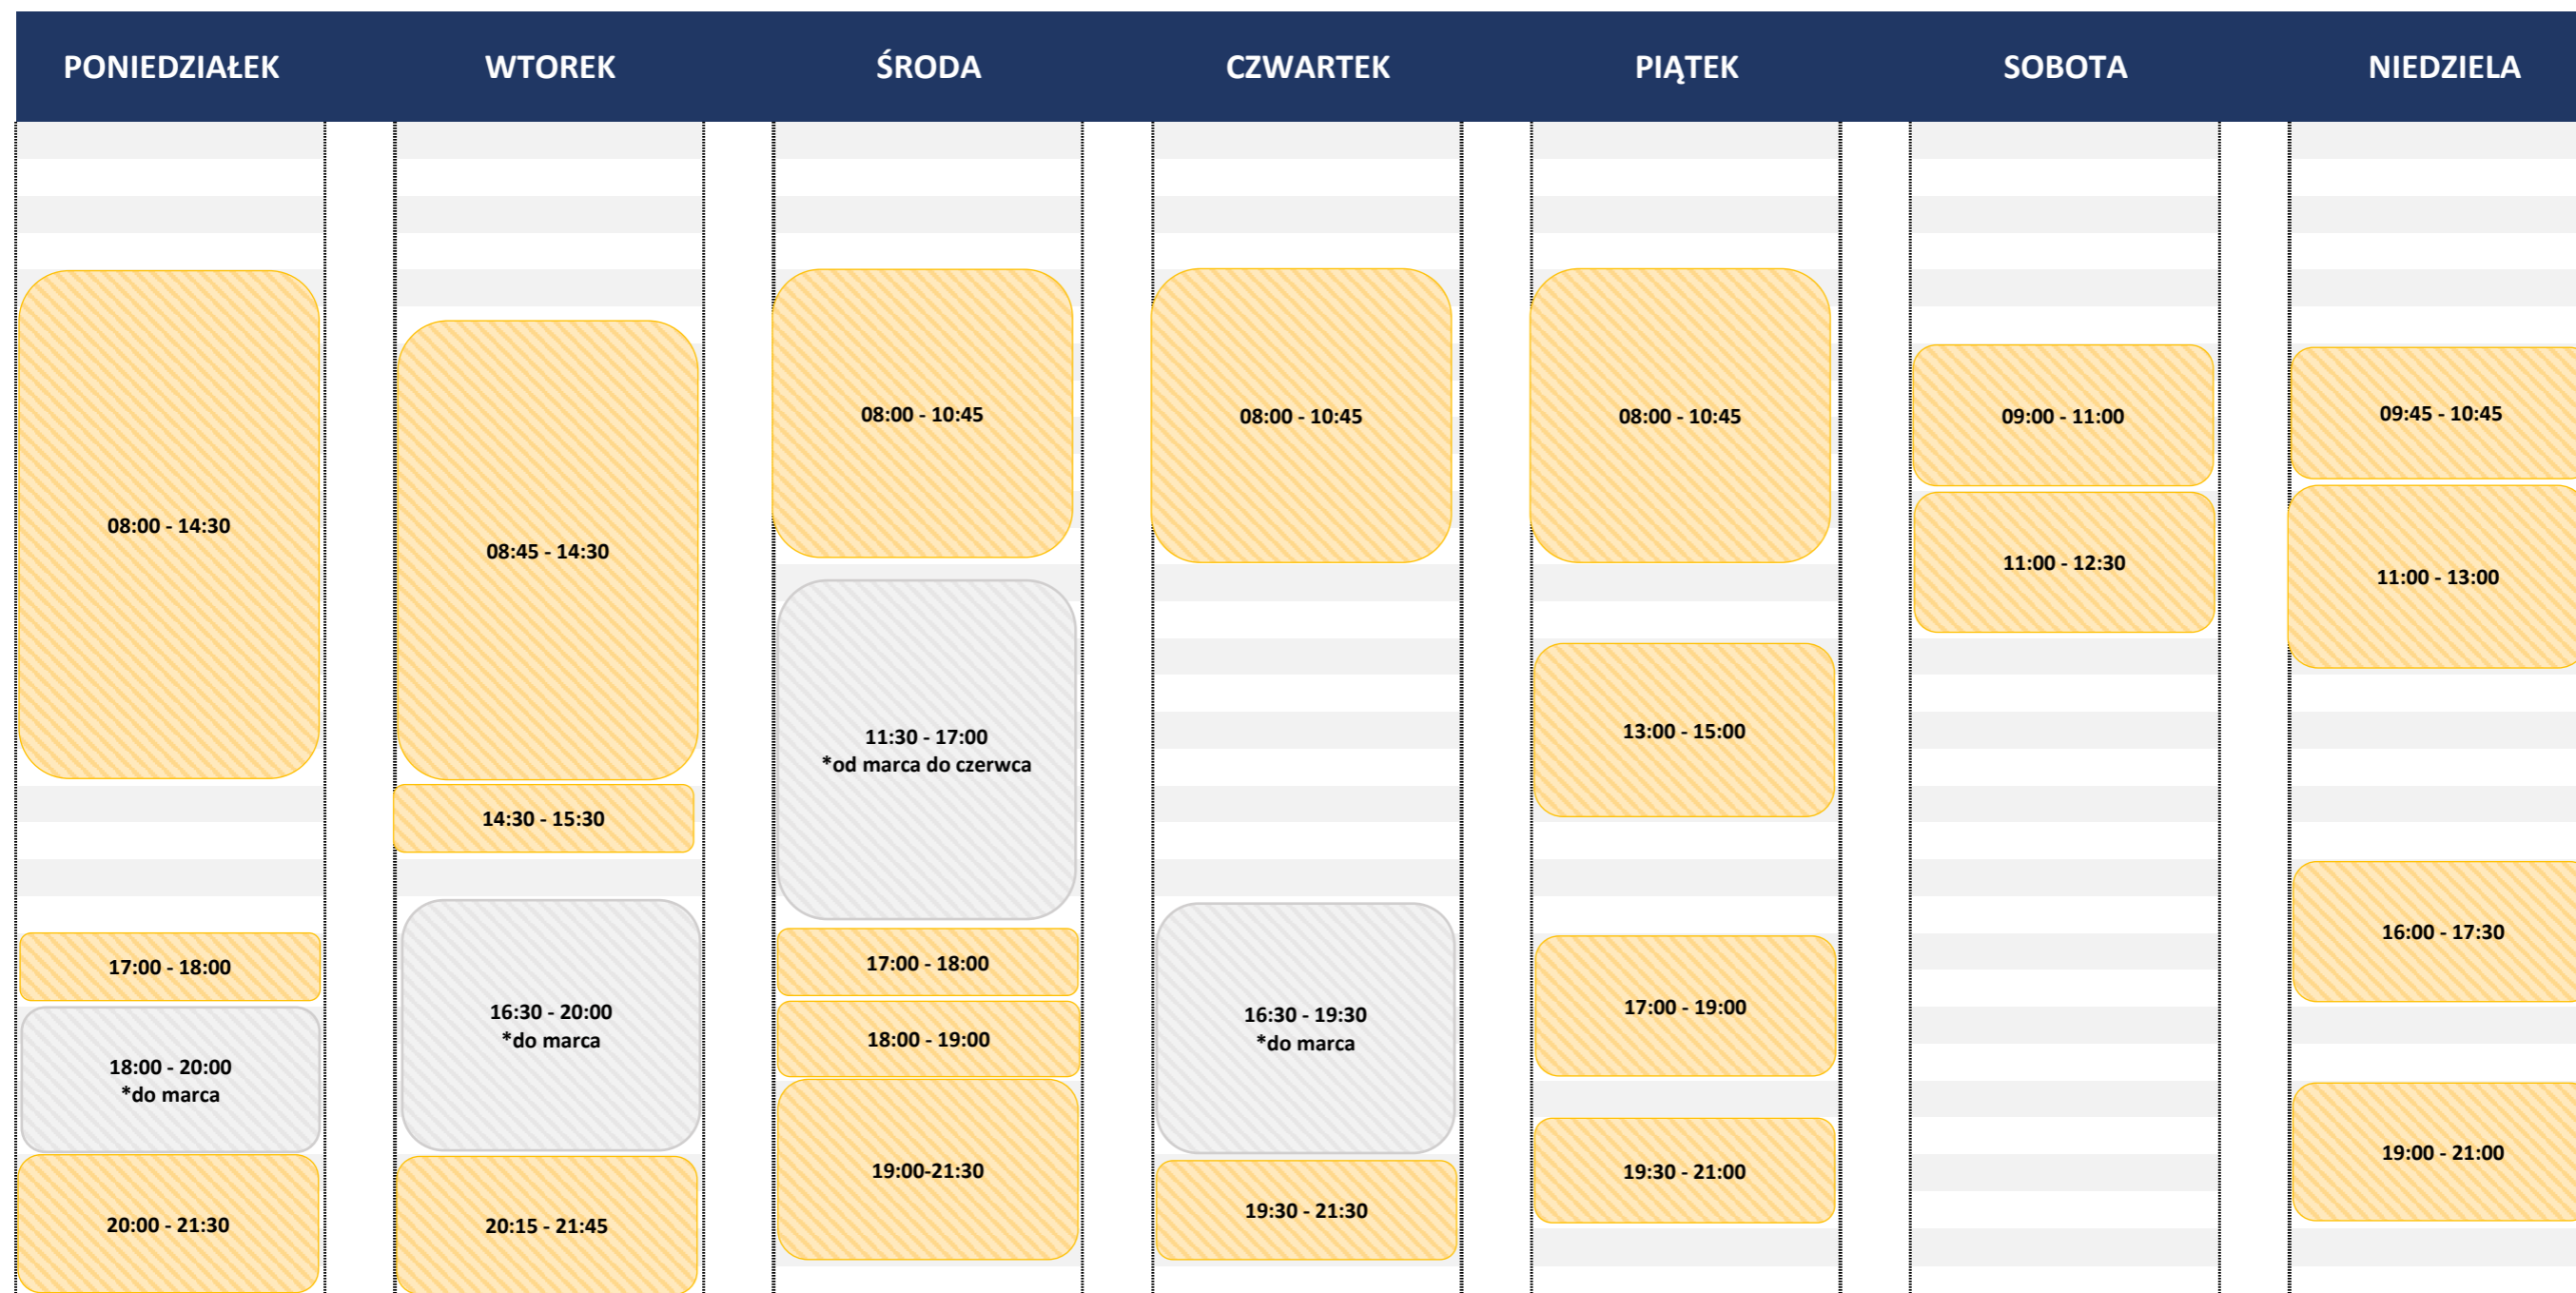 PONIEDZIAŁEK
WTOREK
ŚRODA
CZWARTEK
PIĄTEK
SOBOTA
NIEDZIELA
08:00 - 14:30
17:00 - 18:00
18:00 - 20:00
*do marca
20:00 - 21:30
08:45 - 14:30
14:30 - 15:30
16:30 - 20:00
*do marca
20:15 - 21:45
08:00 - 10:45
11:30 - 17:00
*od marca do czerwca
17:00 - 18:00
18:00 - 19:00
19:00-21:30
08:00 - 10:45
16:30 - 19:30
*do marca
19:30 - 21:30
08:00 - 10:45
13:00 - 15:00
17:00 - 19:00
19:30 - 21:00
09:00 - 11:00
11:00 - 12:30
09:45 - 10:45
11:00 - 13:00
16:00 - 17:30
19:00 - 21:00